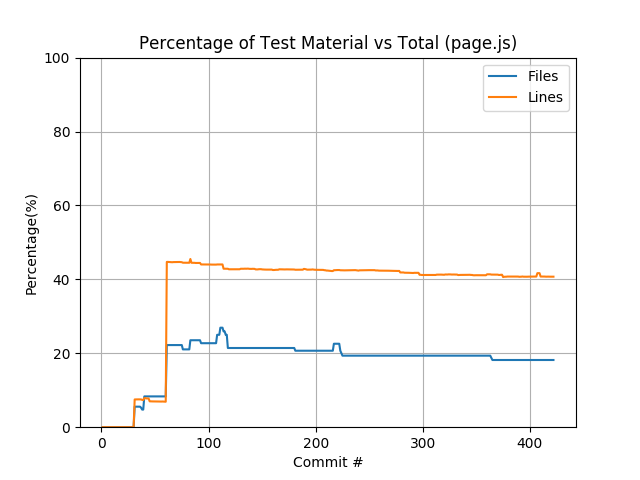 Percentage of Test Material vs Total (page.js)
Files
Lines
Percentage(%)
100
80
60
40
20
0
0 100 200 300 400
Commit #